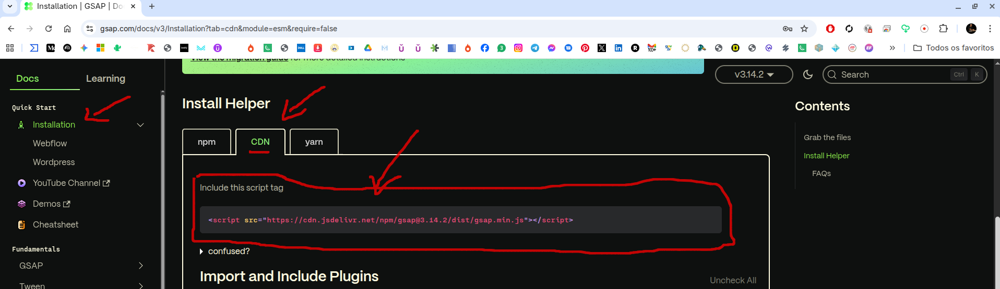 Installation | GSAP | Do
gsap.com/docs/v3/Installation?tab=cdn&module=esm&require=false
Todos os favoritos
Docs
Learning
View the migration guide for more detailed instructions
v3.14.2
Search
Ctrl
K
Quick Start
Installation
Webflow
Wordpress
YouTube Channel
Demos
Cheatsheet
Fundamentals
GSAP
Tween
Install Helper
npm
CDN
yarn
Include this script tag
<script src="https://cdn.jsdelivr.net/npm/gsap@3.14.2/dist/gsap.min.js"></script>
confused?
Import and Include Plugins
Uncheck All
Contents
Grab the files
Install Helper
FAQs